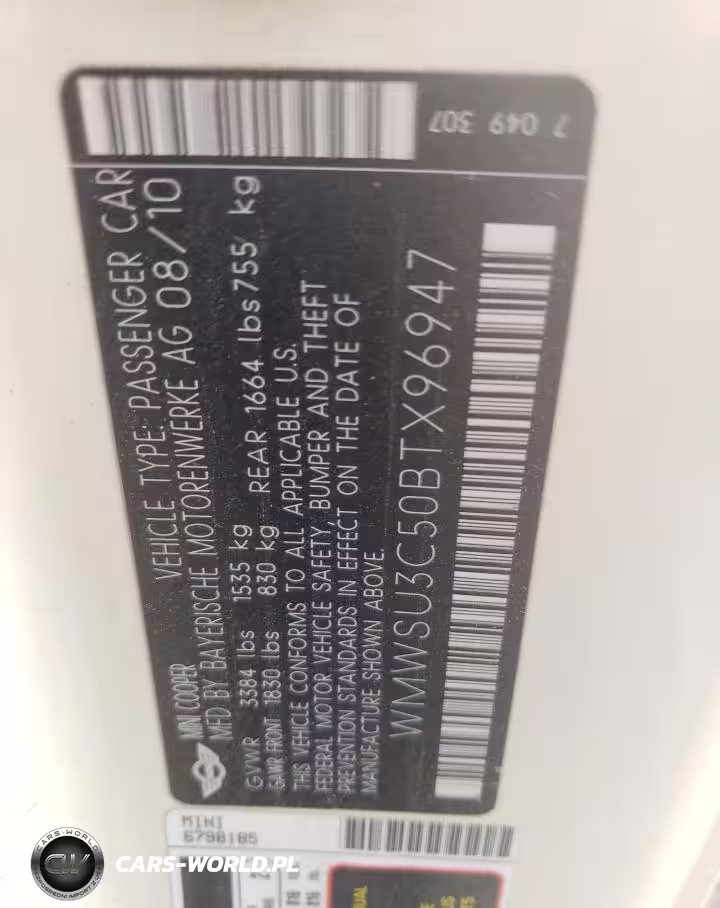 7 049 307
MINI COOPER VEHICLE TYPE: PASSENGER CAR
MFD BY BAYERISCHE MOTORENWERKE AG 08/10
GVWR 3384 lbs 1535 kg
GAWR FRONT 1830 lbs 830 kg REAR 1664 lbs 755 kg
THIS VEHICLE CONFORMS TO ALL APPLICABLE U.S.
FEDERAL MOTOR VEHICLE SAFETY, BUMPER AND THEFT
PREVENTION STANDARDS IN EFFECT ON THE DATE OF
MANUFACTURE SHOWN ABOVE.
WMWSU3C50BTX96947
MINI
6798185
CARS-WORLD
CW
CARS-WORLD.PL